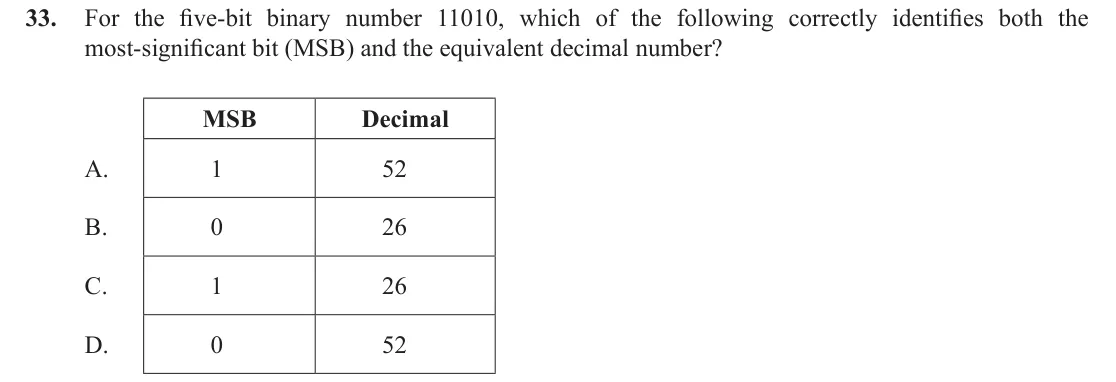 33. For the five-bit binary number 11010, which of the following correctly identifies both the
most-significant bit (MSB) and the equivalent decimal number?
MSB Decimal
A. 1 52
B. 0 26
C. 1 26
D. 0 52